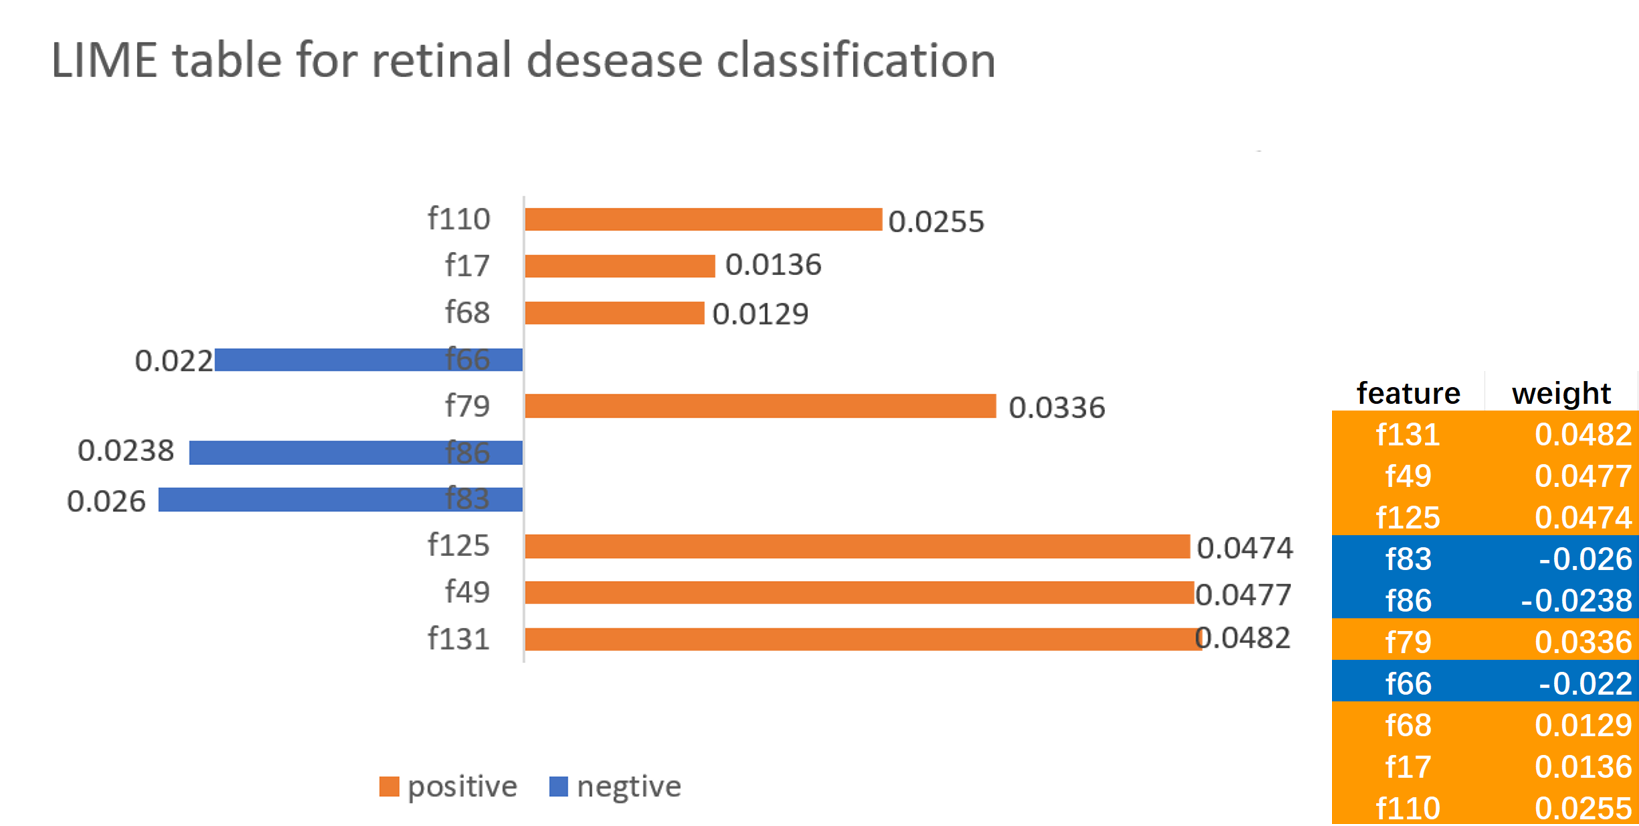 LIME table for retinal desease classification
f110 0.0255
f17 0.0136
f68 0.0129
0.022 f66
f79 0.0336
0.0238 f86
0.026 f83
f125 0.0474
f49 0.0477
f131 0.0482
positive negtive
feature weight
f131 0.0482
f49 0.0477
f125 0.0474
f83 -0.026
f86 -0.0238
f79 0.0336
f66 -0.022
f68 0.0129
f17 0.0136
f110 0.0255